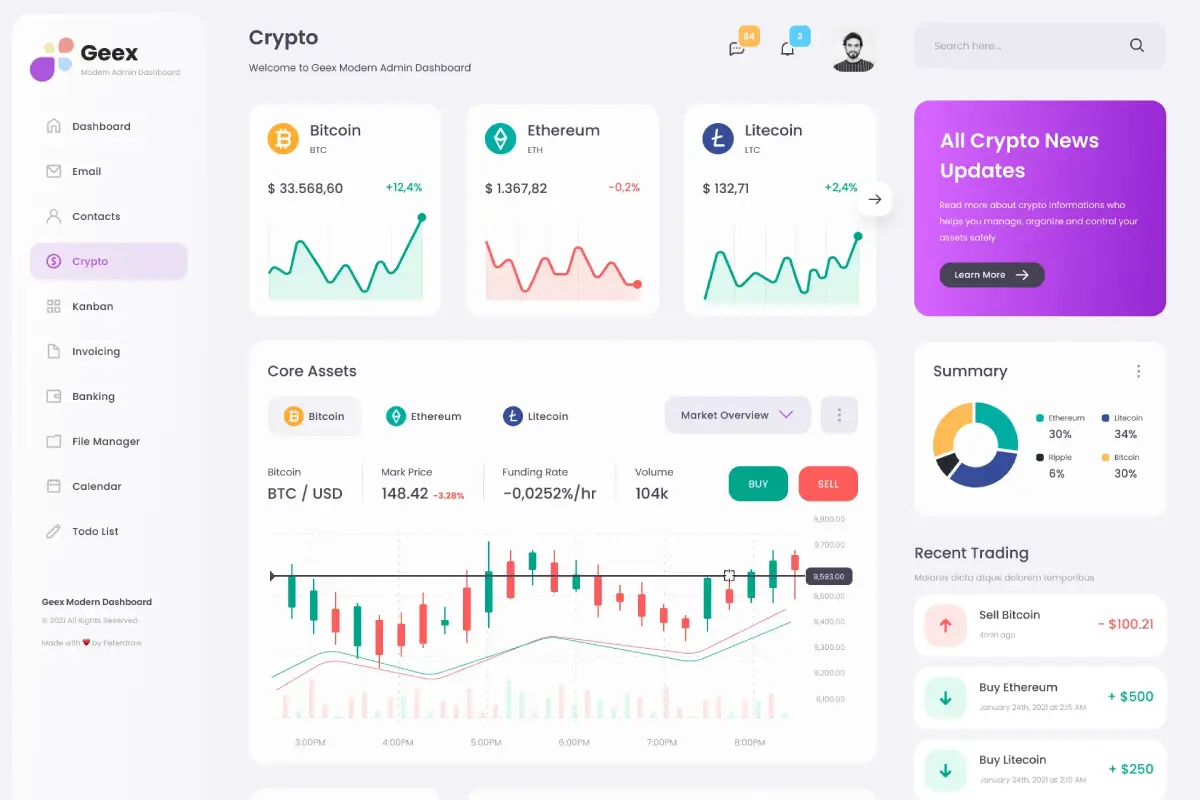 Geex
Modern Admin Dashboard
Dashboard
Email
Contacts
Crypto
Kanban
Invoicing
Banking
File Manager
Calendar
Todo List
Geex Modern Dashboard
© 2021 All Rights Reserved
Made with ❤ by Peterdraw
Crypto
Welcome to Geex Modern Admin Dashboard
84
2
Search here...
Bitcoin
BTC
$ 33.568,60 +12,4%
Ethereum
ETH
$ 1.367,82 -0,2%
Litecoin
LTC
$ 132,71 +2,4%
All Crypto News
Updates
Read more about crypto informations who
helps you manage, organize and control your
assets safely
Learn More
Core Assets
Bitcoin
Ethereum
Litecoin
Market Overview
Bitcoin
BTC / USD
Mark Price
148.42 -3.28%
Funding Rate
-0,0252%/hr
Volume
104k
BUY
SELL
9,800.00
9,700.00
9,593.00
9,500.00
9,400.00
9,300.00
9,200.00
9,100.00
3:00PM 4:00PM 5:00PM 6:00PM 7:00PM 8:00PM
Summary
Ethereum
30%
Litecoin
34%
Ripple
6%
Bitcoin
30%
Recent Trading
Maiores dicta atque dolorem temporibus
Sell Bitcoin
4min ago
- $100.21
Buy Ethereum
January 24th, 2021 at 2:15 AM
+ $500
Buy Litecoin
January 24th, 2021 at 2:15 AM
+ $250